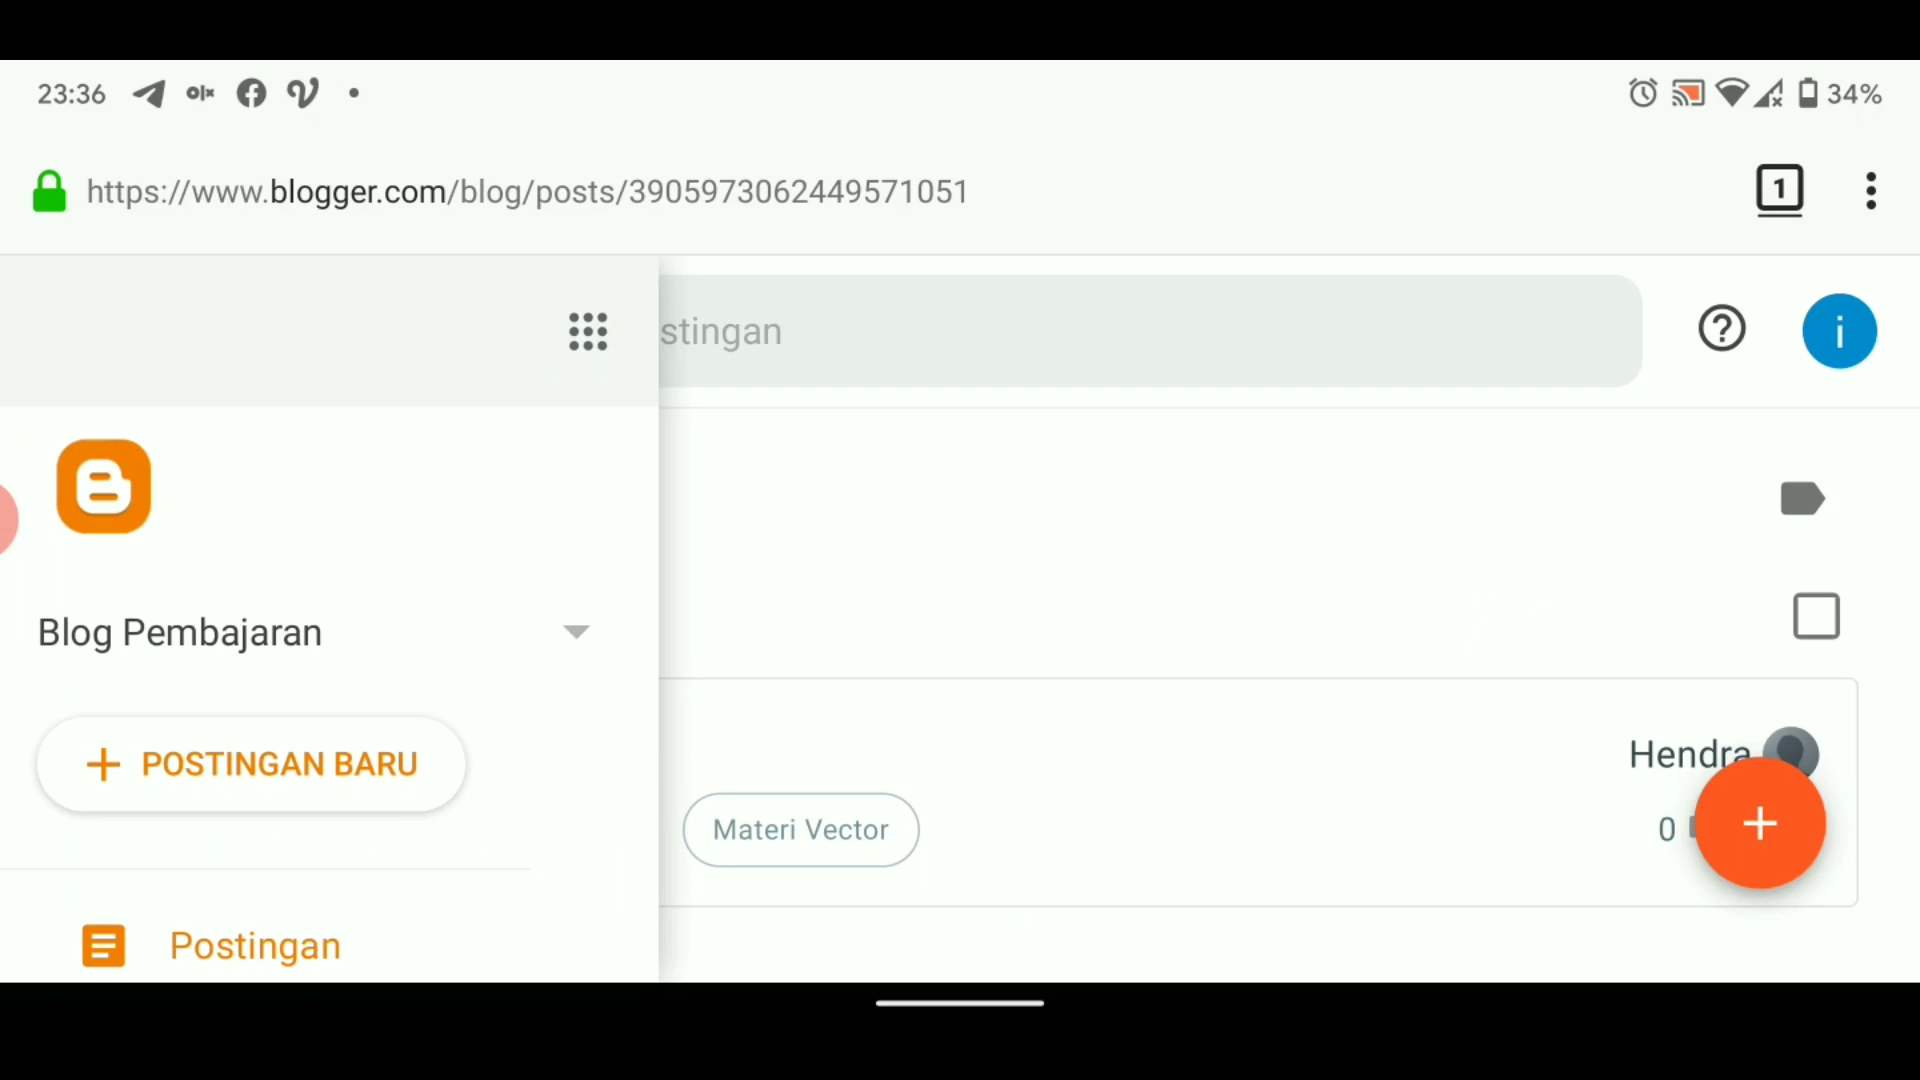 23:36 olx 34%
https://www.blogger.com/blog/posts/3905973062449571051 1
stingan i
Blog Pembajaran
POSTINGAN BARU
Hendra
Materi Vector 0
Postingan